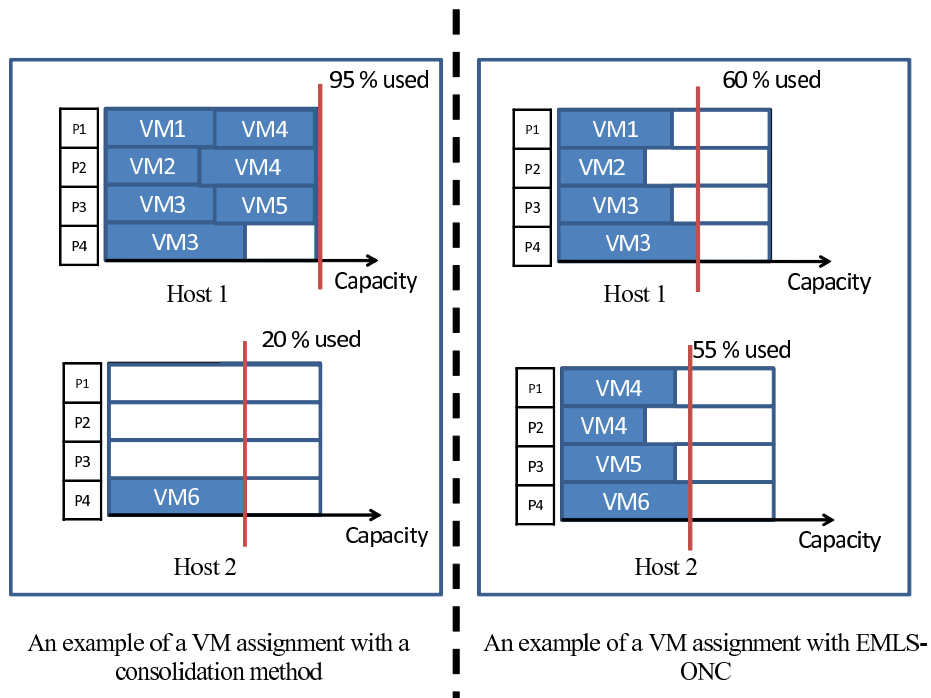 95 % used
P1 VM1 VM4
P2 VM2 VM4
P3 VM3 VM5
P4 VM3
Capacity
Host 1
20 % used
P1
P2
P3
P4 VM6
Capacity
Host 2
An example of a VM assignment with a
consolidation method
60 % used
P1 VM1
P2 VM2
P3 VM3
P4 VM3
Capacity
Host 1
55 % used
P1 VM4
P2 VM4
P3 VM5
P4 VM6
Capacity
Host 2
An example of a VM assignment with EMLS-
ONC